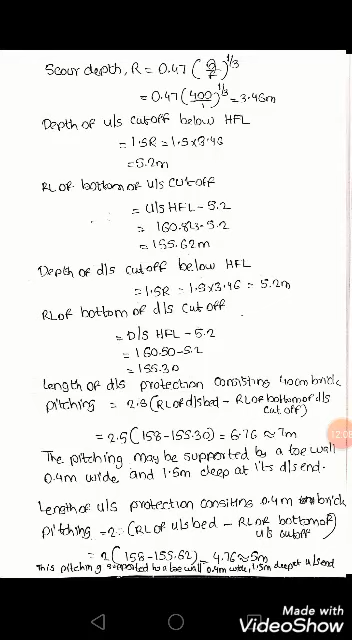 Scour depth, R = 0.47 (Q/f)^1/3
= 0.47 (400/1)^1/3 = 3.46m
Depth of u/s cutoff below HFL
= 1.5R = 1.5 x 3.46
= 5.2m
RL of bottom of u/s cutoff
= U/s HFL - 5.2
= 160.82 - 5.2
= 155.62m
Depth of d/s cutoff below HFL
= 1.5R = 1.5 x 3.46 = 5.2m
RL of bottom of d/s cutoff
= D/s HFL - 5.2
= 160.50 - 5.2
= 155.30
Length of d/s protection consisting 40cm brick
pitching = 2.5 (RL of d/s bed - RL of bottom of d/s cutoff)
= 2.5 (158 - 155.30) = 6.76 ≈ 7m
The pitching may be supported by a toe wall
0.4m wide and 1.5m deep at its d/s end.
Length of u/s protection consiting 0.4m brick
pitching = 2 (RL of u/s bed - RL of bottom of u/s cutoff)
= 2 (158 - 155.62) = 4.76 ≈ 5m
This pitching supported to a toe wall 0.4m wide, 1.5m deep at u/s end
Made with
VideoShow